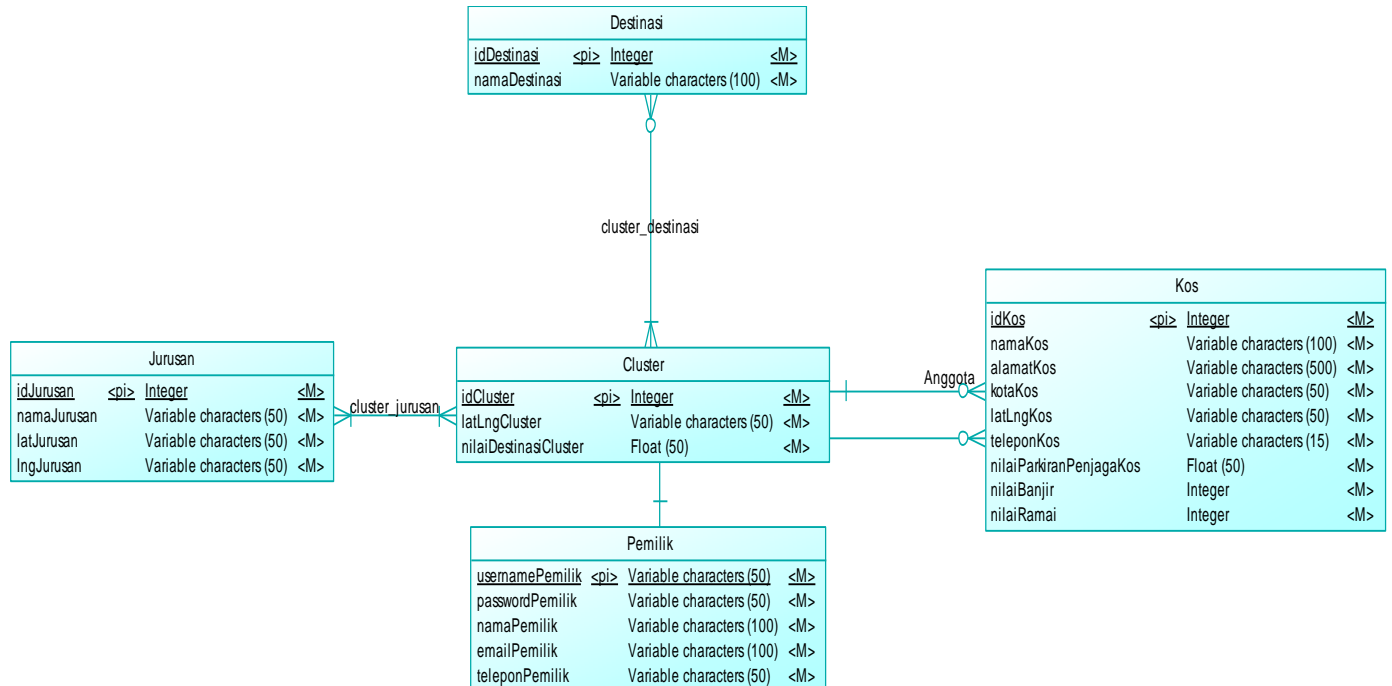 Destinasi
idDestinasi <pi> Integer <M>
namaDestinasi Variable characters (100) <M>
cluster_destinasi
Kos
idKos <pi> Integer <M>
namaKos Variable characters (100) <M>
alamatKos Variable characters (500) <M>
kotaKos Variable characters (50) <M>
latLngKos Variable characters (50) <M>
teleponKos Variable characters (15) <M>
nilaiParkiranPenjagaKos Float (50) <M>
nilaiBanjir Integer <M>
nilaiRamai Integer <M>
Jurusan
idJurusan <pi> Integer <M>
namaJurusan Variable characters (50) <M>
latJurusan Variable characters (50) <M>
lngJurusan Variable characters (50) <M>
cluster_jurusan
Cluster
idCluster <pi> Integer <M>
latLngCluster Variable characters (50) <M>
nilaiDestinasiCluster Float (50) <M>
Anggota
Pemilik
usernamePemilik <pi> Variable characters (50) <M>
passwordPemilik Variable characters (50) <M>
namaPemilik Variable characters (100) <M>
emailPemilik Variable characters (100) <M>
teleponPemilik Variable characters (50) <M>